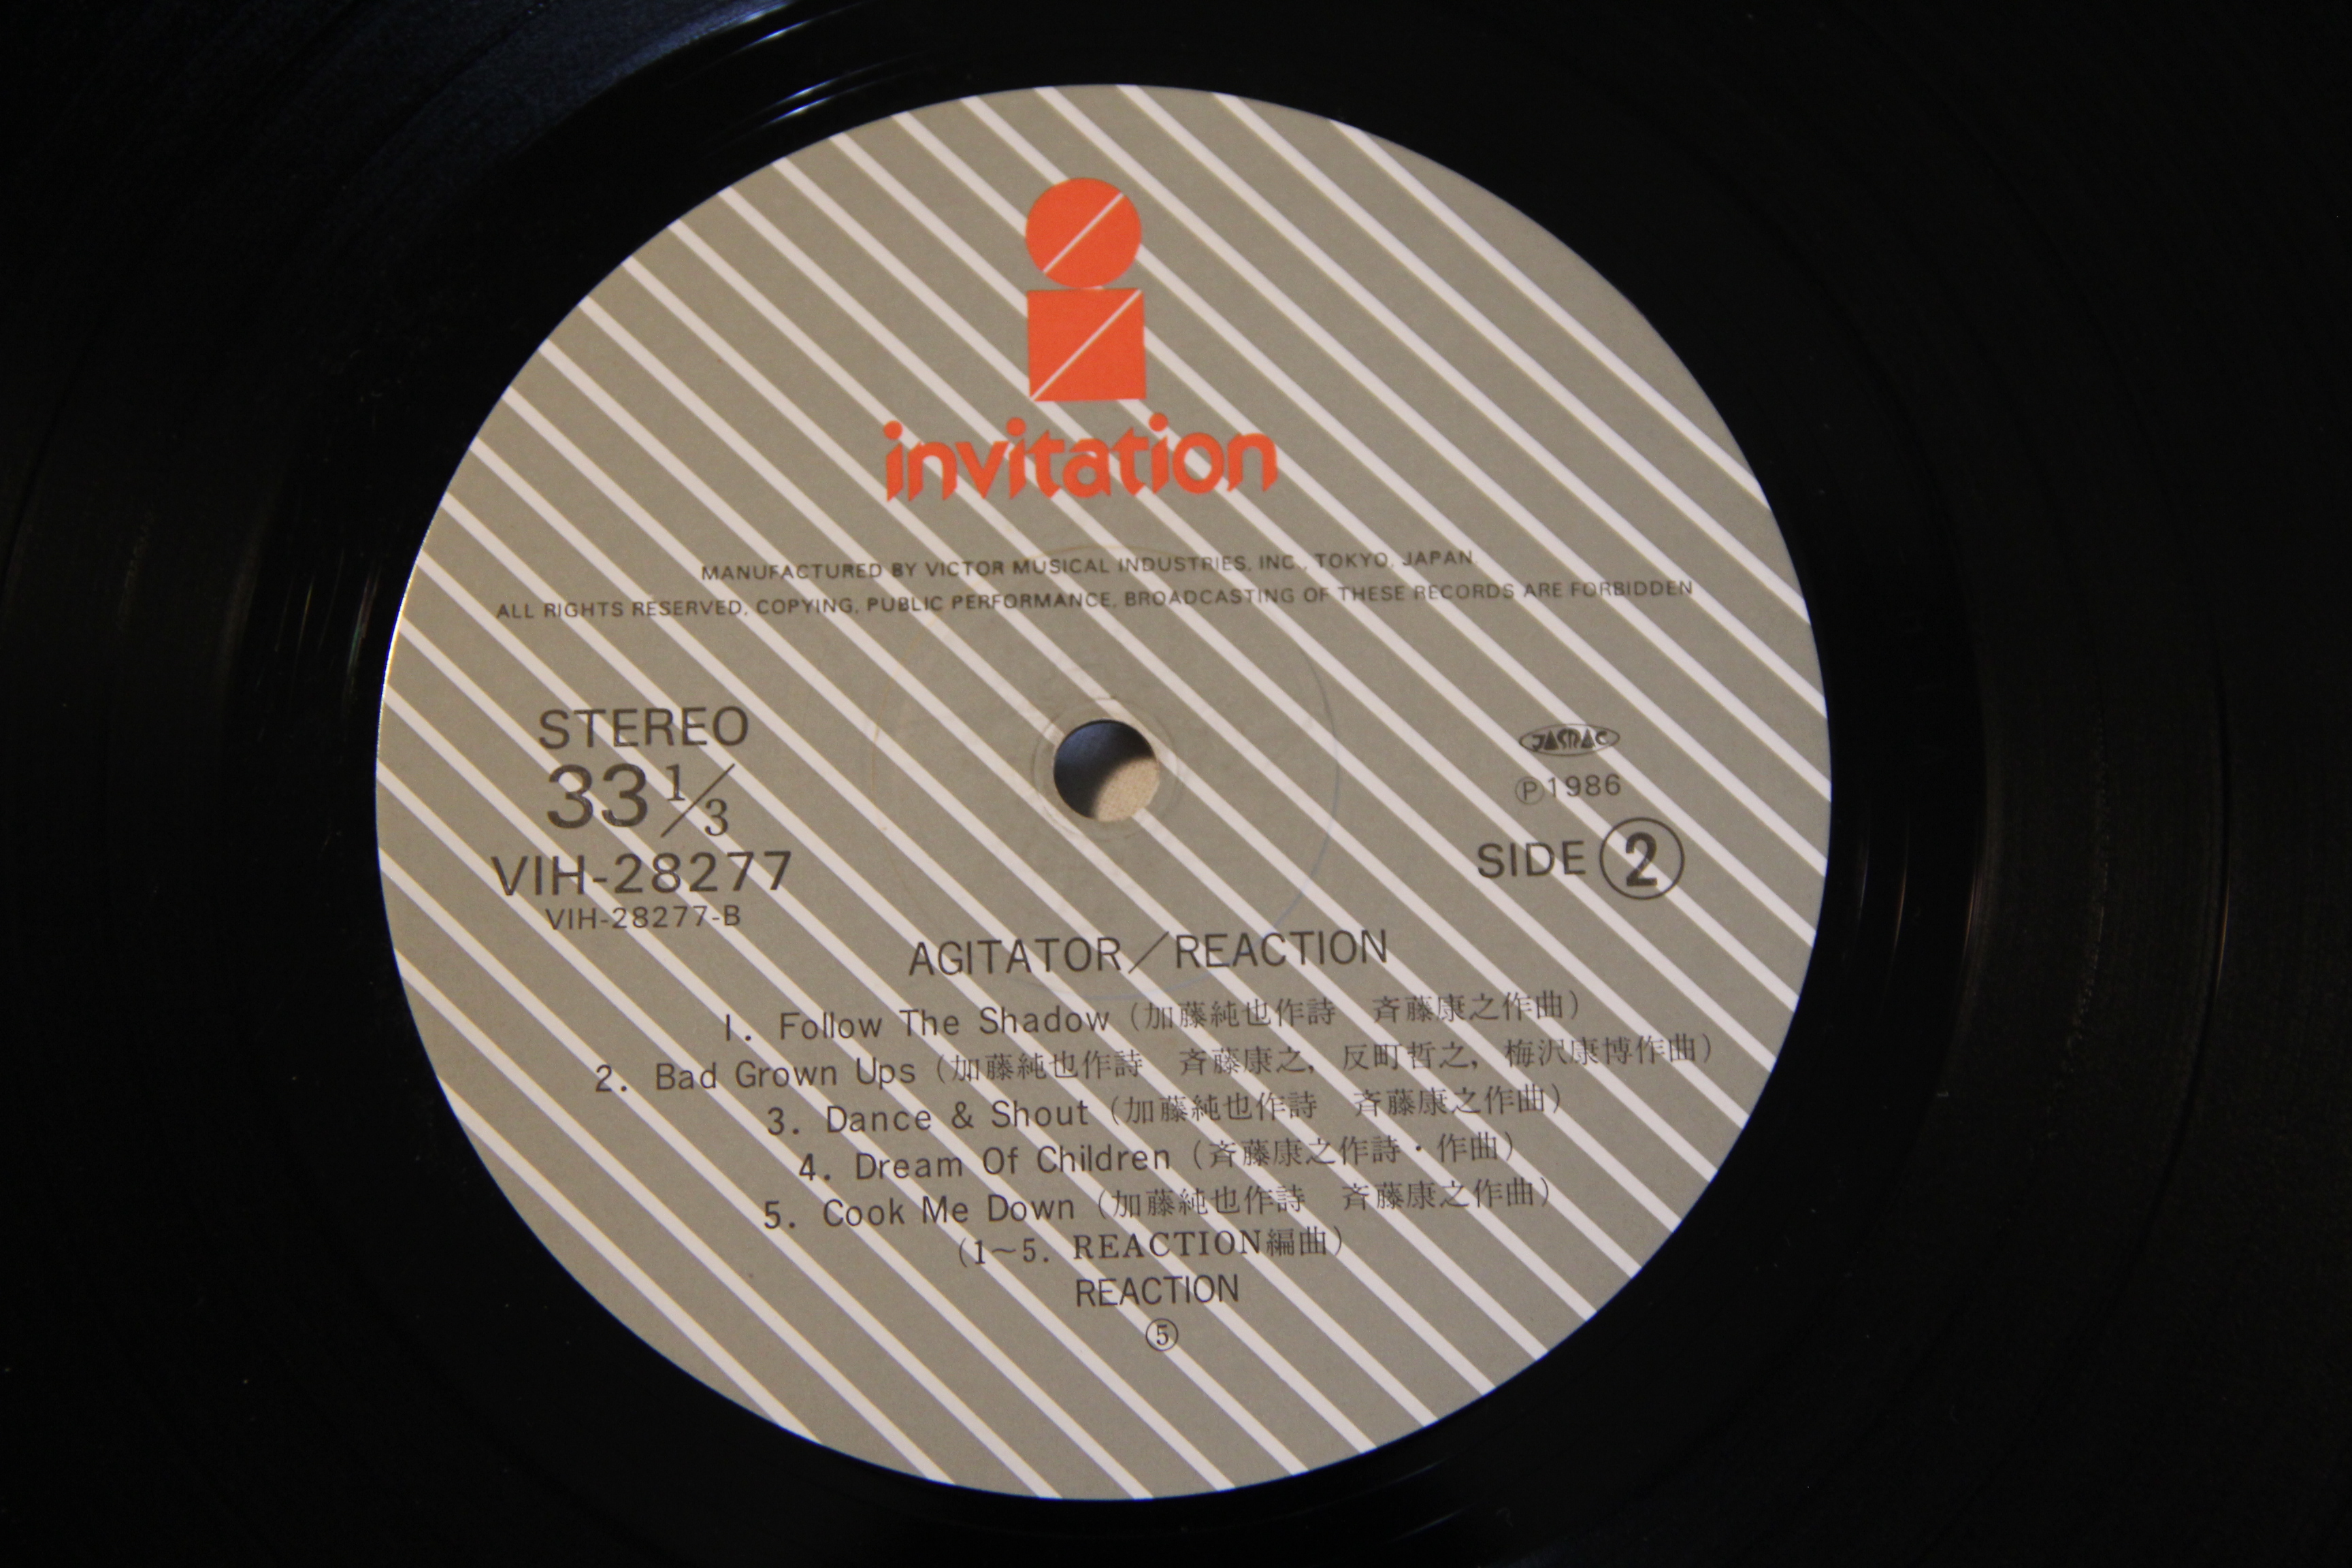 invitation
MANUFACTURED BY VICTOR MUSICAL INDUSTRIES, INC., TOKYO, JAPAN.
ALL RIGHTS RESERVED, COPYING, PUBLIC PERFORMANCE, BROADCASTING OF THESE RECORDS ARE FORBIDDEN
STEREO
33 1/3
VIH-28277
VIH-28277-B
JASRAC
Ⓟ1986
SIDE ②
AGITATOR／REACTION
1. Follow The Shadow（加藤純也作詩　斉藤康之作曲）
2. Bad Grown Ups（加藤純也作詩　斉藤康之，反町哲之，梅沢康博作曲）
3. Dance & Shout（加藤純也作詩　斉藤康之作曲）
4. Dream Of Children（斉藤康之作詩・作曲）
5. Cook Me Down（加藤純也作詩　斉藤康之作曲）
（1〜5. REACTION編曲）
REACTION
⑤